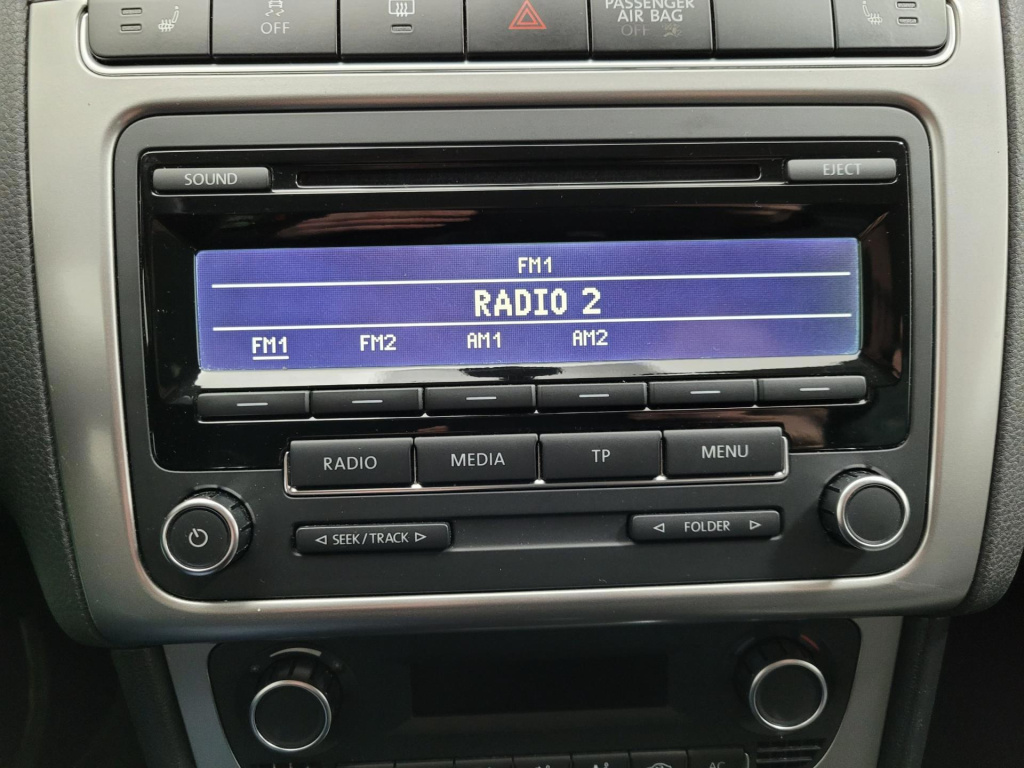 OFF
PASSENGER
AIR BAG
OFF
SOUND
EJECT
FM1
RADIO 2
FM1 FM2 AM1 AM2
RADIO MEDIA TP MENU
SEEK / TRACK
FOLDER
AC